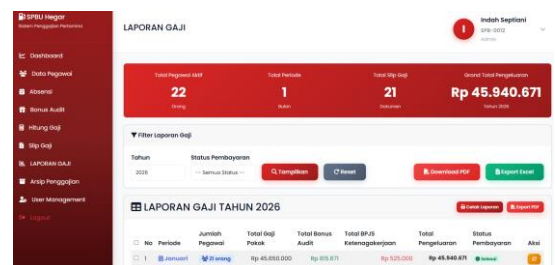 SPBU Hegar
Sistem Penggajian Pertamina
LAPORAN GAJI
Indah Septiani
SPB-0012
Admin
Dashboard
Data Pegawai
Absensi
Bonus Audit
Hitung Gaji
Slip Gaji
LAPORAN GAJI
Arsip Penggajian
User Management
Logout
Total Pegawai Aktif
22
Orang
Total Periode
1
Bulan
Total Slip Gaji
21
Dokumen
Grand Total Pengeluaran
Rp 45.940.671
Tahun 2026
Filter Laporan Gaji
Tahun
Status Pembayaran
2026
-- Semua Status --
Tampilkan
Reset
Download PDF
Export Excel
LAPORAN GAJI TAHUN 2026
Cetak Laporan
Export PDF
No Periode Jumlah Pegawai Total Gaji Pokok Total Bonus Audit Total BPJS Ketenagakerjaan Total Pengeluaran Status Pembayaran Aksi
1 Januari 21 orang Rp 45.650.000 Rp 815.671 Rp 525.000 Rp 45.940.671